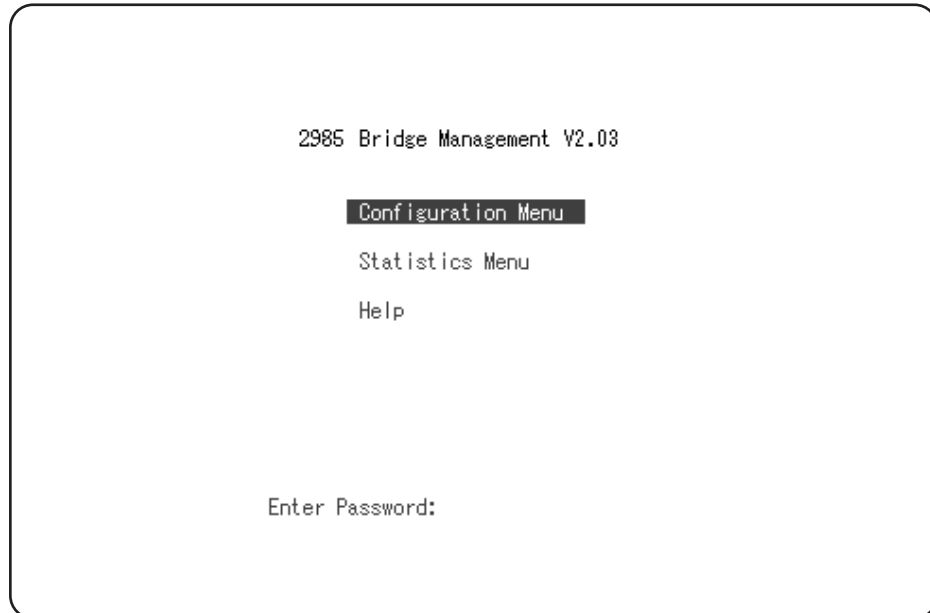 2985 Bridge Management V2.03
Configuration Menu
Statistics Menu
Help
Enter Password: